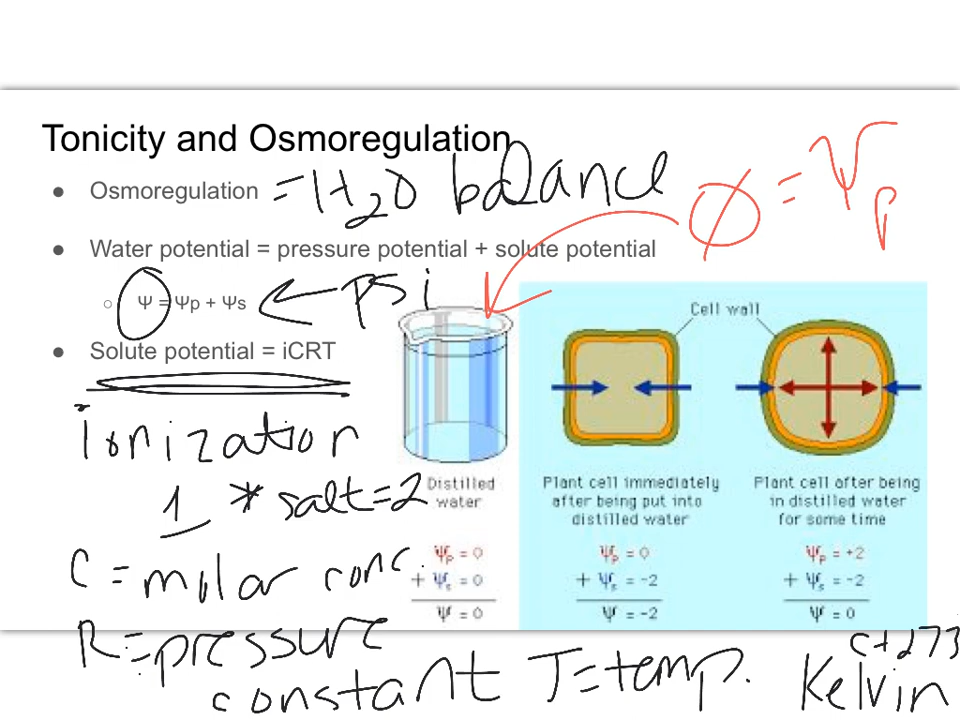 Tonicity and Osmoregulation
● Osmoregulation = H2O balance
Ø = Ψp
● Water potential = pressure potential + solute potential
○ Ψ = Ψp + Ψs ← psi
● Solute potential = iCRT
Ionization
1 * salt = 2
C = molar conc.
R = pressure
constant
T = temp.
C + 273
Kelvin
Cell wall
Distilled
water
Ψp = 0
+ Ψs = 0
Ψ = 0
Plant cell immediately
after being put into
distilled water
Ψp = 0
+ Ψs = -2
Ψ = -2
Plant cell after being
in distilled water
for some time
Ψp = +2
+ Ψs = -2
Ψ = 0